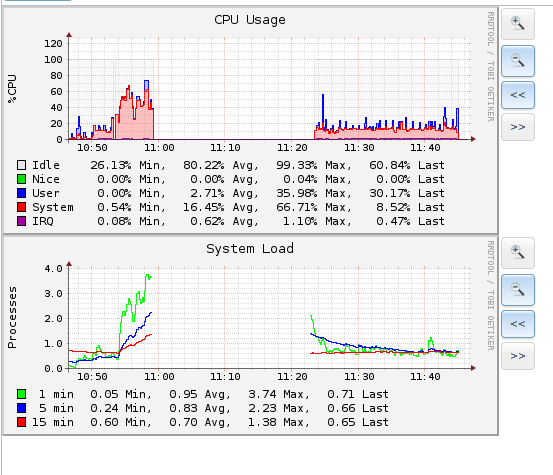 CPU Usage
RRDTOOL / TOBI OETIKER
%CPU
120
100
80
60
40
20
0
10:50 11:00 11:10 11:20 11:30 11:40
Idle 26.13% Min, 80.22% Avg, 99.33% Max, 60.84% Last
Nice 0.00% Min, 0.00% Avg, 0.04% Max, 0.00% Last
User 0.00% Min, 2.71% Avg, 35.98% Max, 30.17% Last
System 0.54% Min, 16.45% Avg, 66.71% Max, 8.52% Last
IRQ 0.08% Min, 0.62% Avg, 1.10% Max, 0.47% Last
<<
>>
System Load
RRDTOOL / TOBI OETIKER
Processes
4.0
3.0
2.0
1.0
0.0
10:50 11:00 11:10 11:20 11:30 11:40
1 min 0.05 Min, 0.95 Avg, 3.74 Max, 0.71 Last
5 min 0.24 Min, 0.83 Avg, 2.23 Max, 0.66 Last
15 min 0.60 Min, 0.70 Avg, 1.38 Max, 0.65 Last
<<
>>